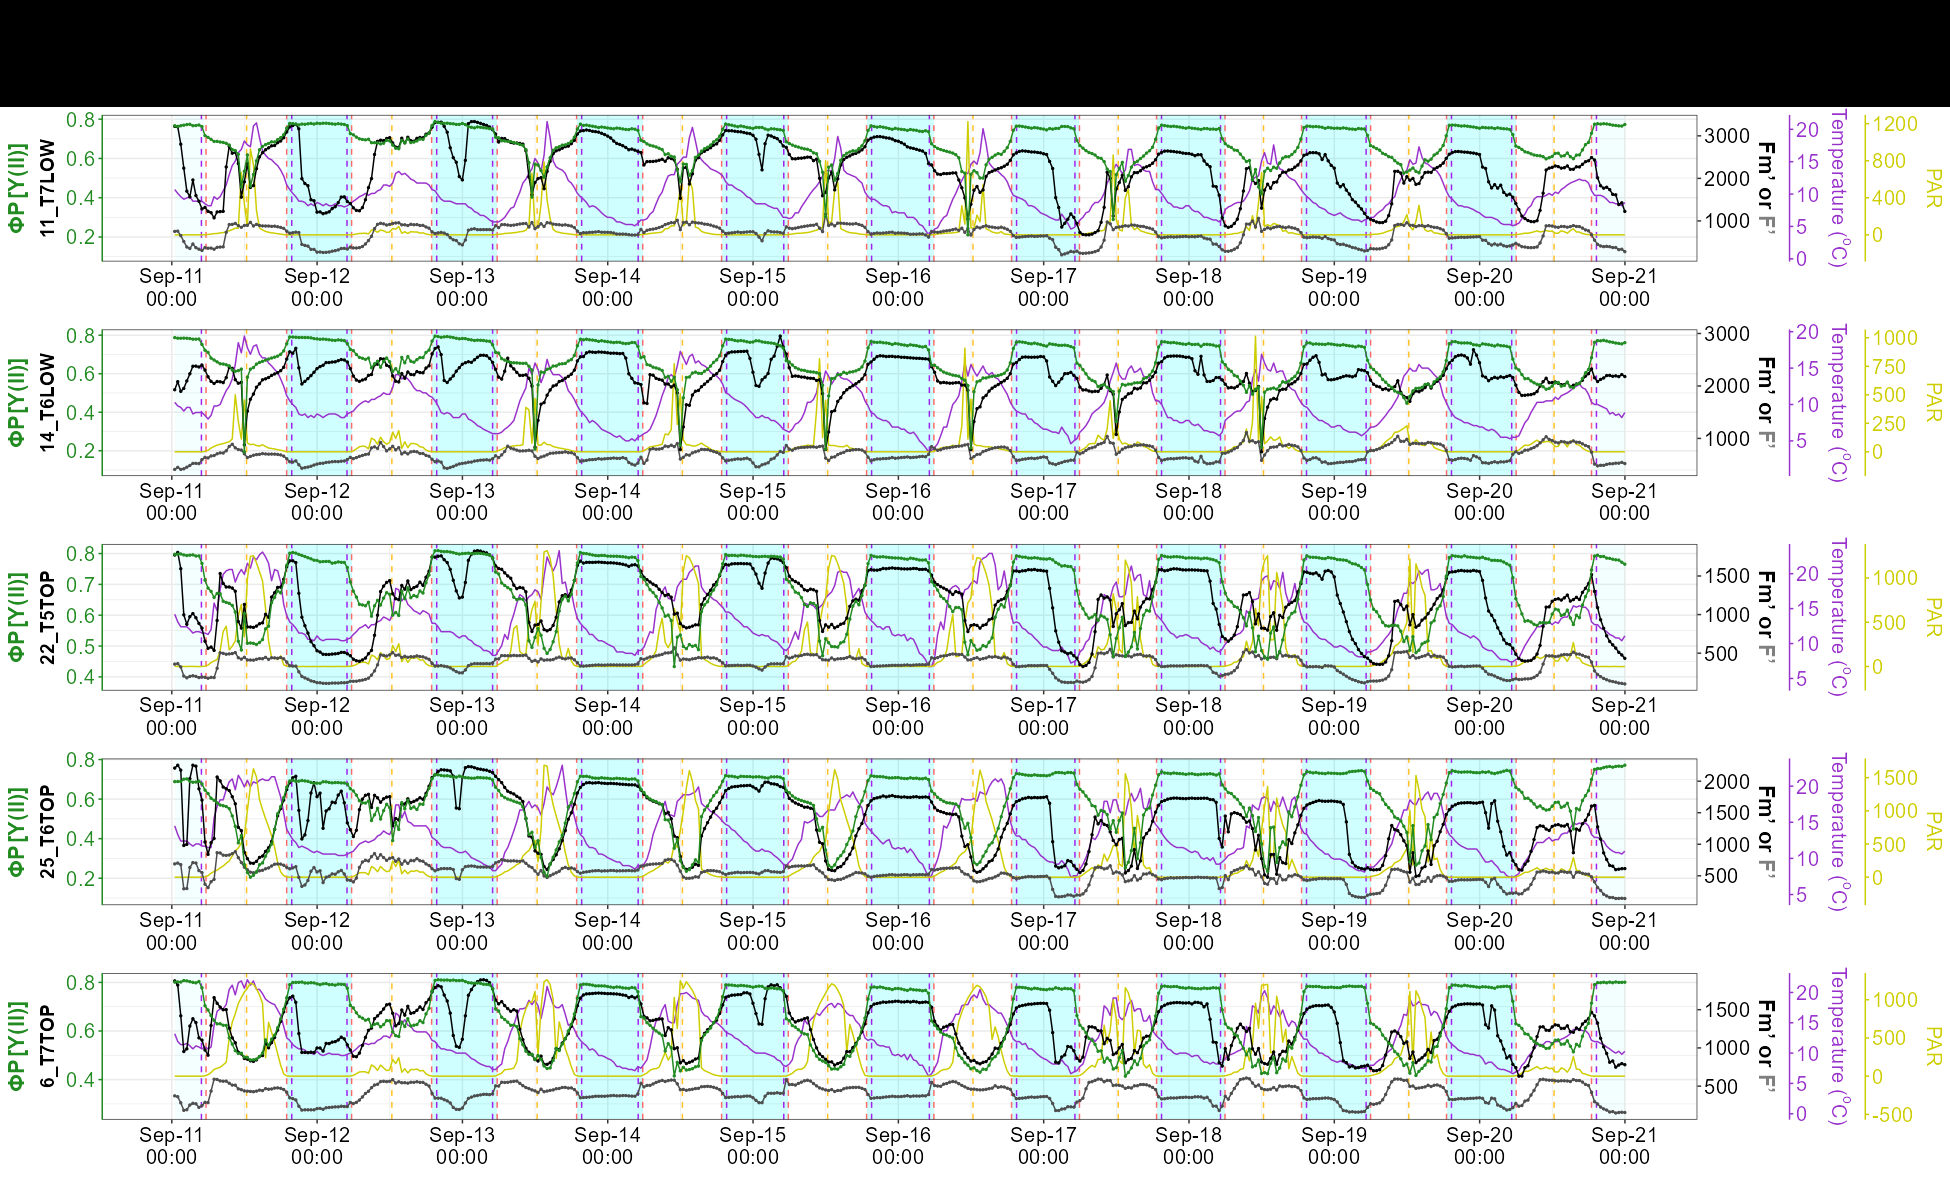 ΦP[Y(II)]
11_T7LOW
0.8
0.6
0.4
0.2
3000
2000
1000
Fm' or F'
20
15
10
5
0
Temperature (°C)
1200
800
400
0
PAR
Sep-11 Sep-12 Sep-13 Sep-14 Sep-15 Sep-16 Sep-17 Sep-18 Sep-19 Sep-20 Sep-21
00:00 00:00 00:00 00:00 00:00 00:00 00:00 00:00 00:00 00:00 00:00
ΦP[Y(II)]
14_T6LOW
0.8
0.6
0.4
0.2
3000
2000
1000
Fm' or F'
20
15
10
5
Temperature (°C)
1000
750
500
250
0
PAR
Sep-11 Sep-12 Sep-13 Sep-14 Sep-15 Sep-16 Sep-17 Sep-18 Sep-19 Sep-20 Sep-21
00:00 00:00 00:00 00:00 00:00 00:00 00:00 00:00 00:00 00:00 00:00
ΦP[Y(II)]
22_T5TOP
0.8
0.7
0.6
0.5
0.4
1500
1000
500
Fm' or F'
20
15
10
5
Temperature (°C)
1000
500
0
PAR
Sep-11 Sep-12 Sep-13 Sep-14 Sep-15 Sep-16 Sep-17 Sep-18 Sep-19 Sep-20 Sep-21
00:00 00:00 00:00 00:00 00:00 00:00 00:00 00:00 00:00 00:00 00:00
ΦP[Y(II)]
25_T6TOP
0.8
0.6
0.4
0.2
2000
1500
1000
500
Fm' or F'
20
15
10
5
Temperature (°C)
1500
1000
500
0
PAR
Sep-11 Sep-12 Sep-13 Sep-14 Sep-15 Sep-16 Sep-17 Sep-18 Sep-19 Sep-20 Sep-21
00:00 00:00 00:00 00:00 00:00 00:00 00:00 00:00 00:00 00:00 00:00
ΦP[Y(II)]
6_T7TOP
0.8
0.6
0.4
1500
1000
500
Fm' or F'
20
15
10
5
0
Temperature (°C)
1000
500
0
-500
PAR
Sep-11 Sep-12 Sep-13 Sep-14 Sep-15 Sep-16 Sep-17 Sep-18 Sep-19 Sep-20 Sep-21
00:00 00:00 00:00 00:00 00:00 00:00 00:00 00:00 00:00 00:00 00:00